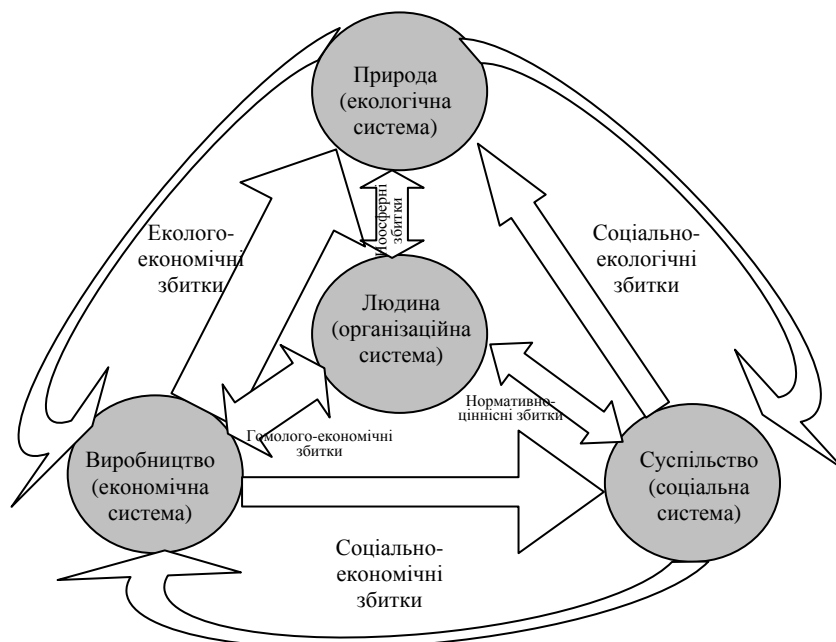 Природа
(екологічна
система)
Ноосферні
збитки
Еколого-
економічні
збитки
Соціально-
екологічні
збитки
Людина
(організаційна
система)
Нормативно-
ціннісні збитки
Гомолого-економічні
збитки
Виробництво
(економічна
система)
Суспільство
(соціальна
система)
Соціально-
економічні
збитки